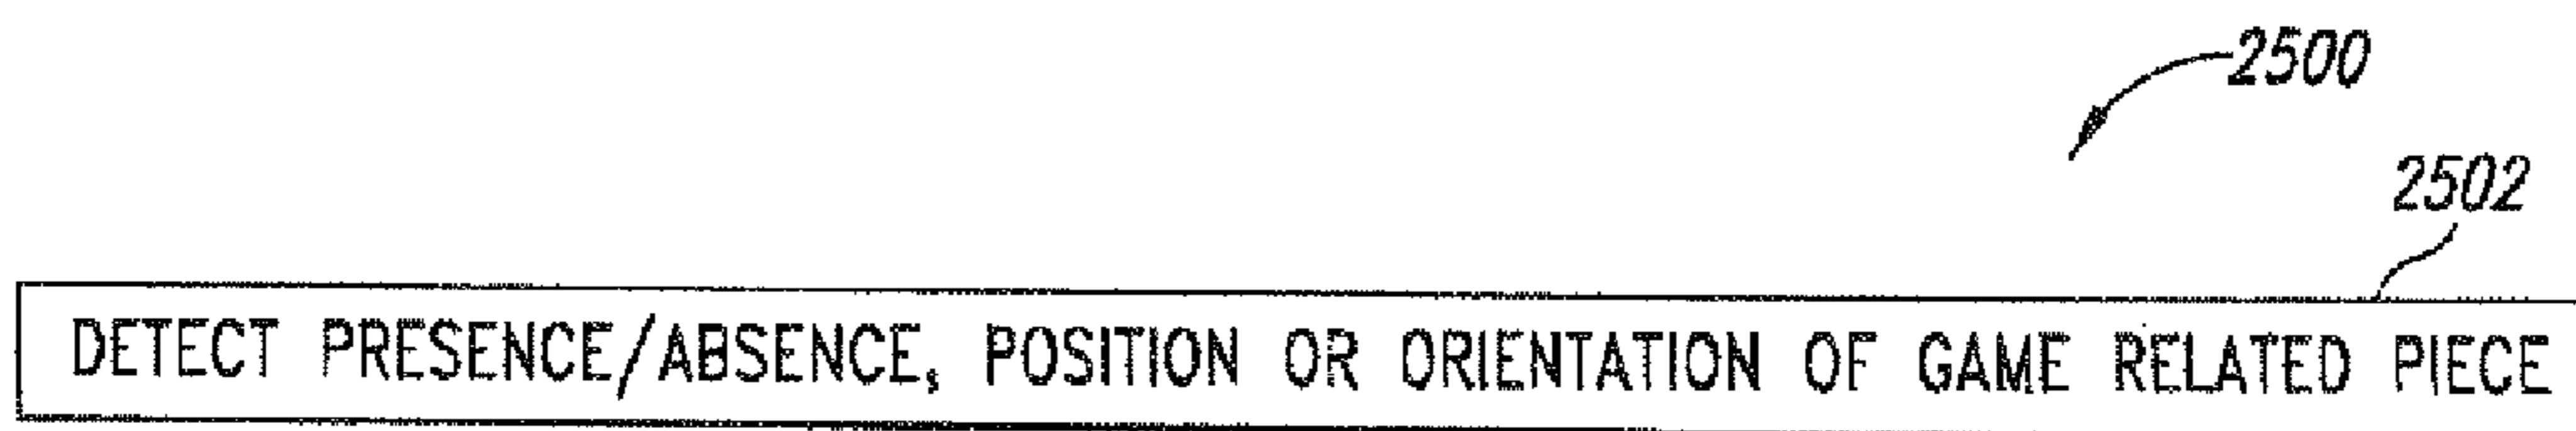 2500
2502
DETECT PRESENCE/ABSENCE, POSITION OR ORIENTATION OF GAME RELATED PIECE